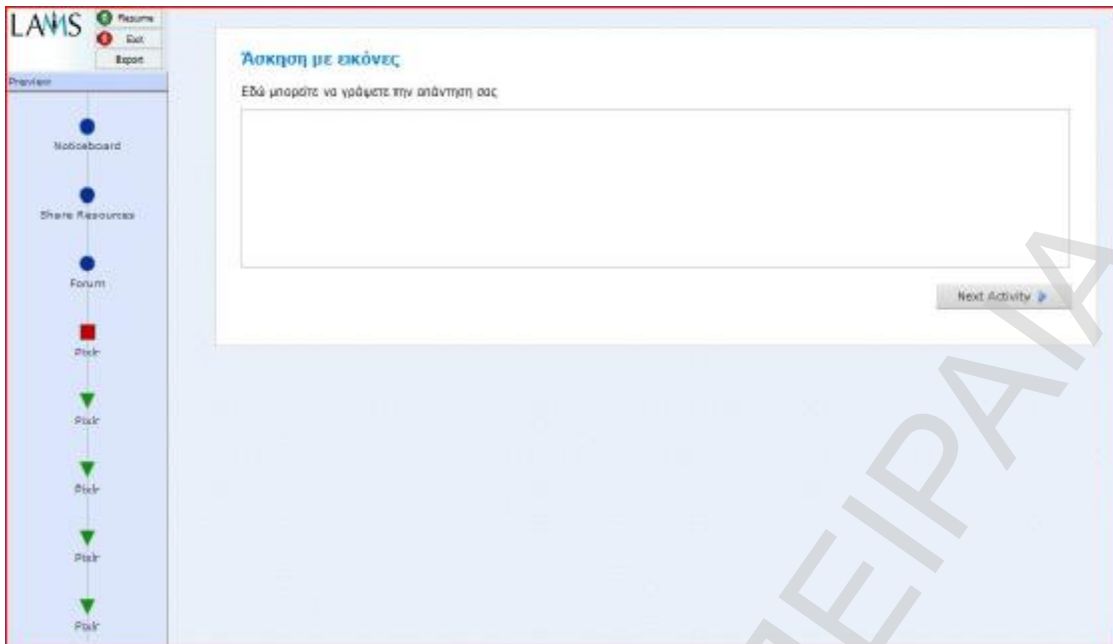 LAMS
Resume
Exit
Export
Preview
Noticeboard
Share Resources
Forum
Pixlr
Pixlr
Pixlr
Pixlr
Pixlr
Άσκηση με εικόνες
Εδώ μπορείτε να γράψετε την απάντηση σας
Next Activity
ΜΕΙΡΑΙΑ